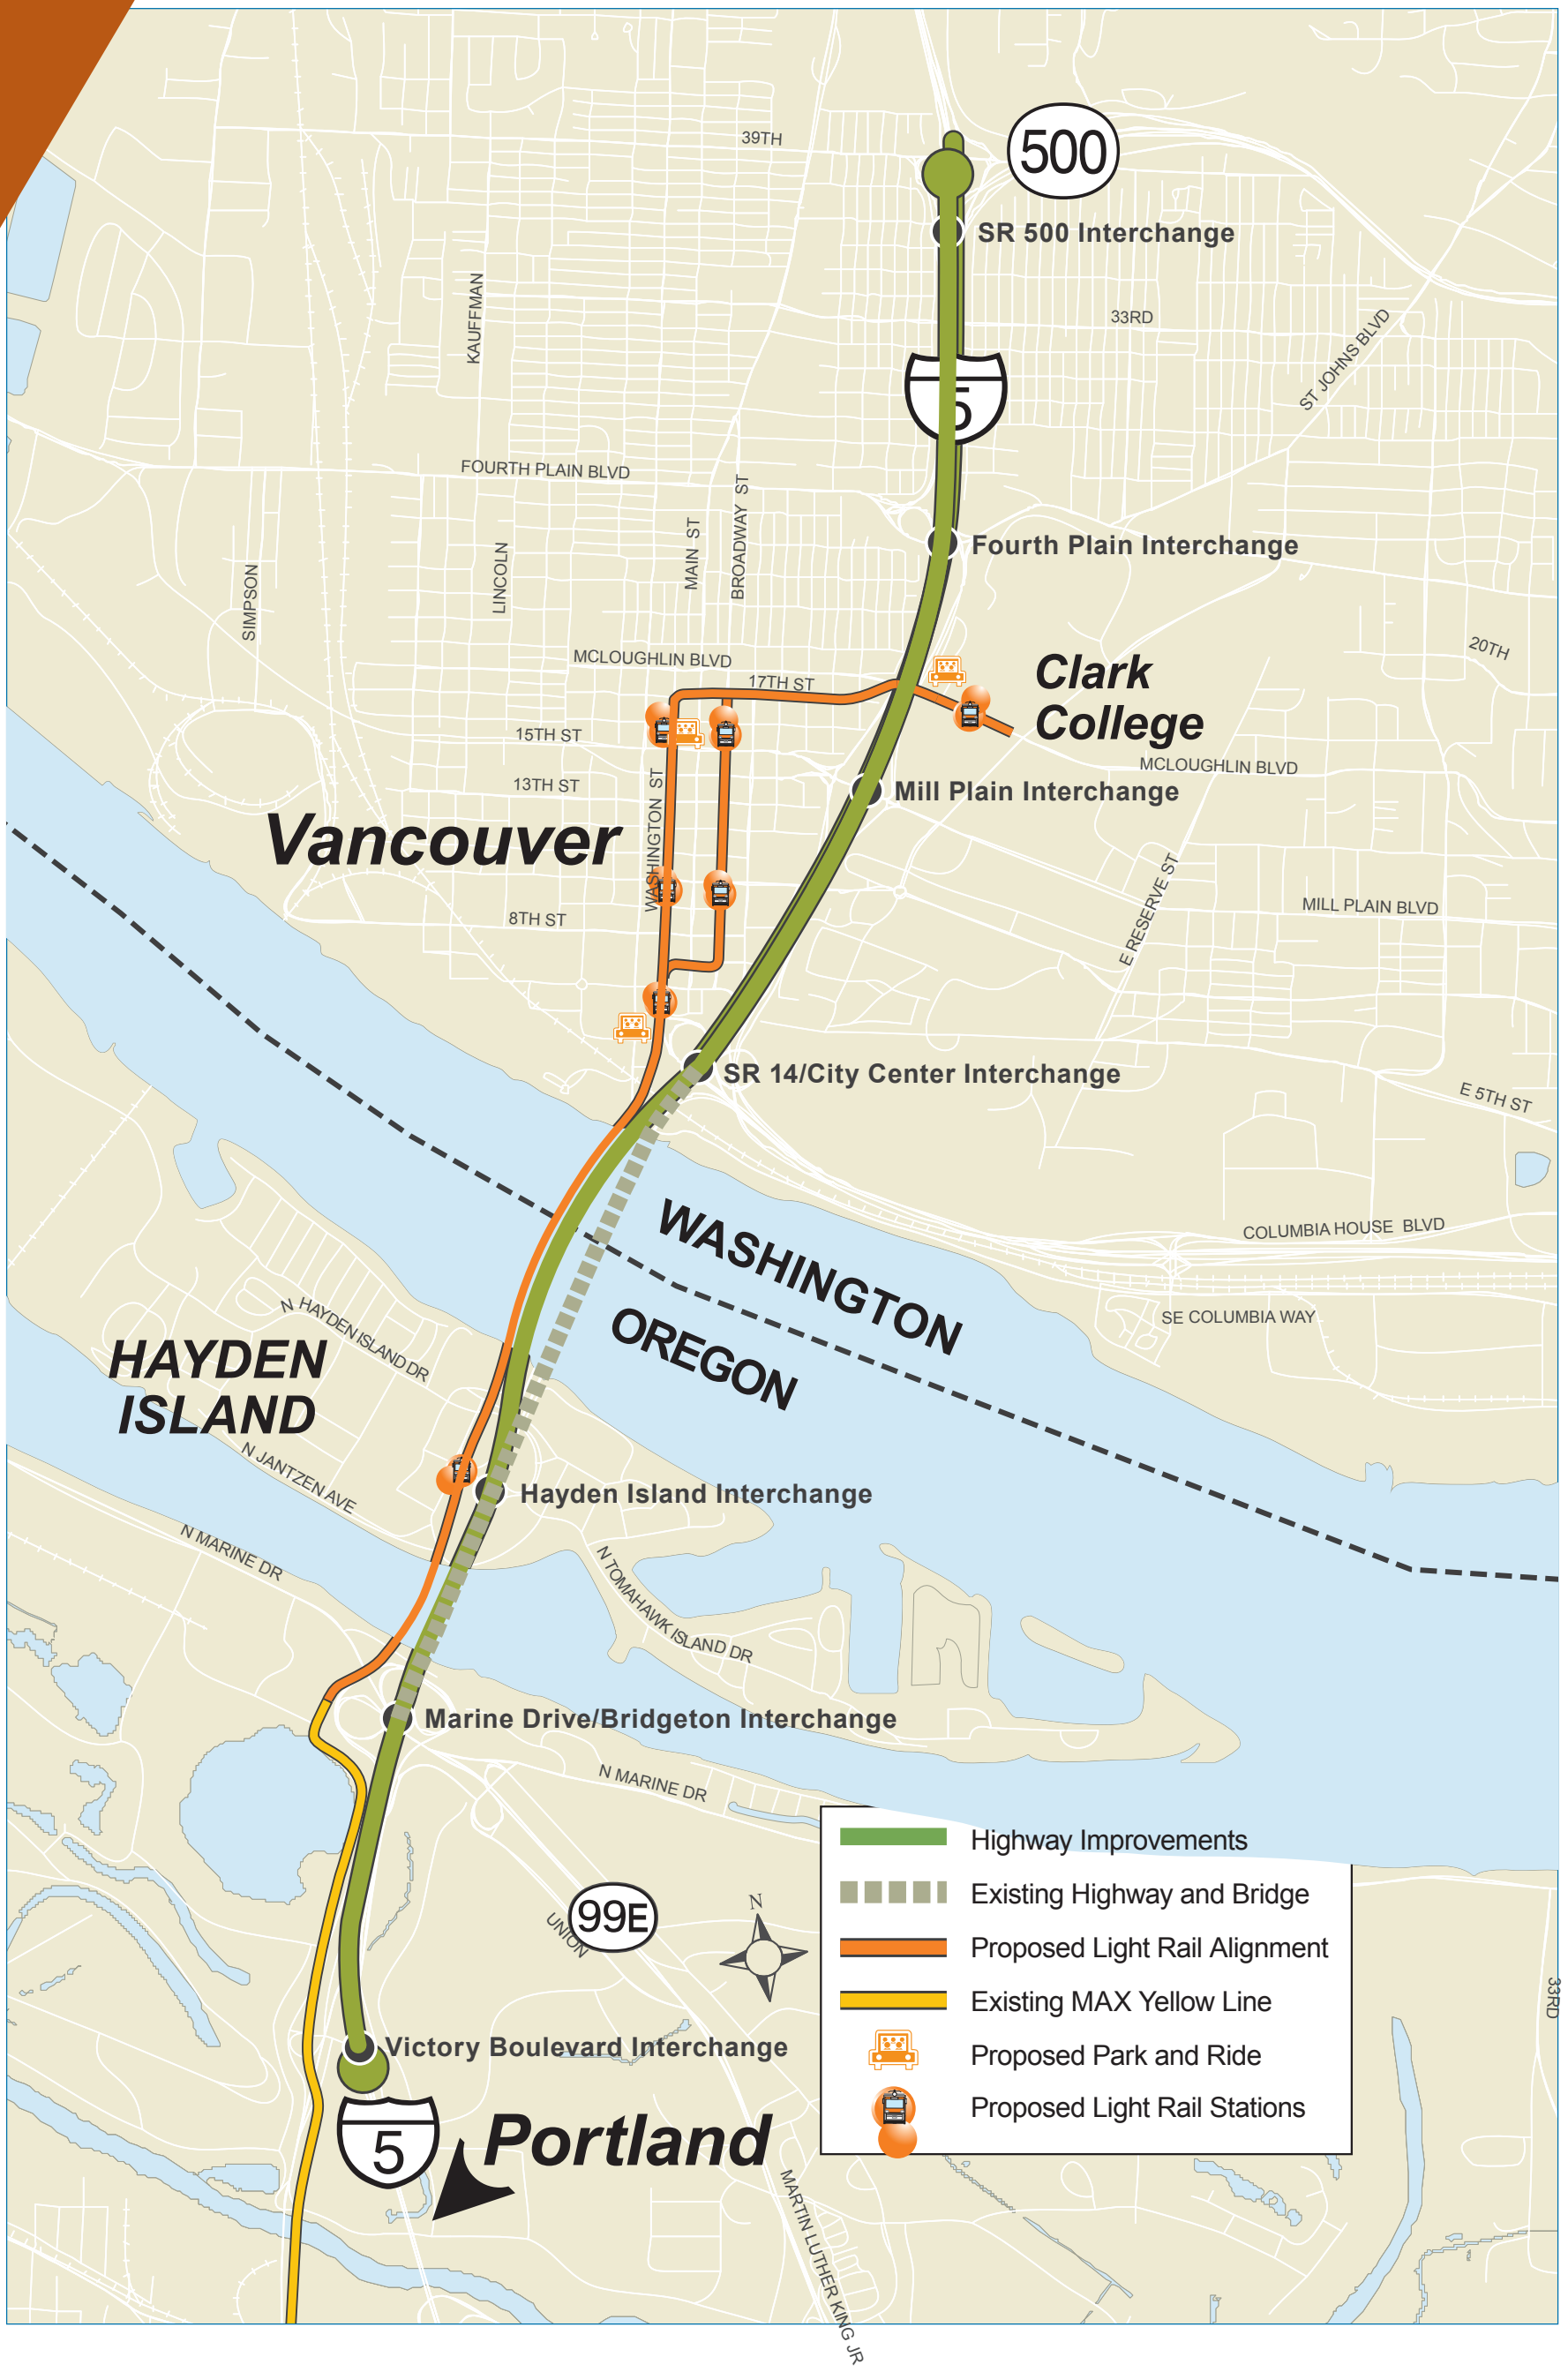 39TH
500
SR 500 Interchange
KAUFFMAN
33RD
ST JOHNS BLVD
5
FOURTH PLAIN BLVD
MAIN ST
BROADWAY ST
Fourth Plain Interchange
LINCOLN
SIMPSON
20TH
MCLOUGHLIN BLVD
Clark
College
17TH ST
15TH ST
MCLOUGHLIN BLVD
13TH ST
Mill Plain Interchange
WASHINGTON ST
Vancouver
E RESERVE ST
MILL PLAIN BLVD
8TH ST
SR 14/City Center Interchange
E 5TH ST
WASHINGTON
COLUMBIA HOUSE BLVD
SE COLUMBIA WAY
N HAYDEN ISLAND DR
OREGON
HAYDEN
ISLAND
N JANTZEN AVE
Hayden Island Interchange
N MARINE DR
N TOMAHAWK ISLAND DR
Marine Drive/Bridgeton Interchange
N MARINE DR
Highway Improvements
Existing Highway and Bridge
99E
UNION
N
Proposed Light Rail Alignment
Existing MAX Yellow Line
33RD
Victory Boulevard Interchange
Proposed Park and Ride
Proposed Light Rail Stations
5
Portland
MARTIN LUTHER KING JR